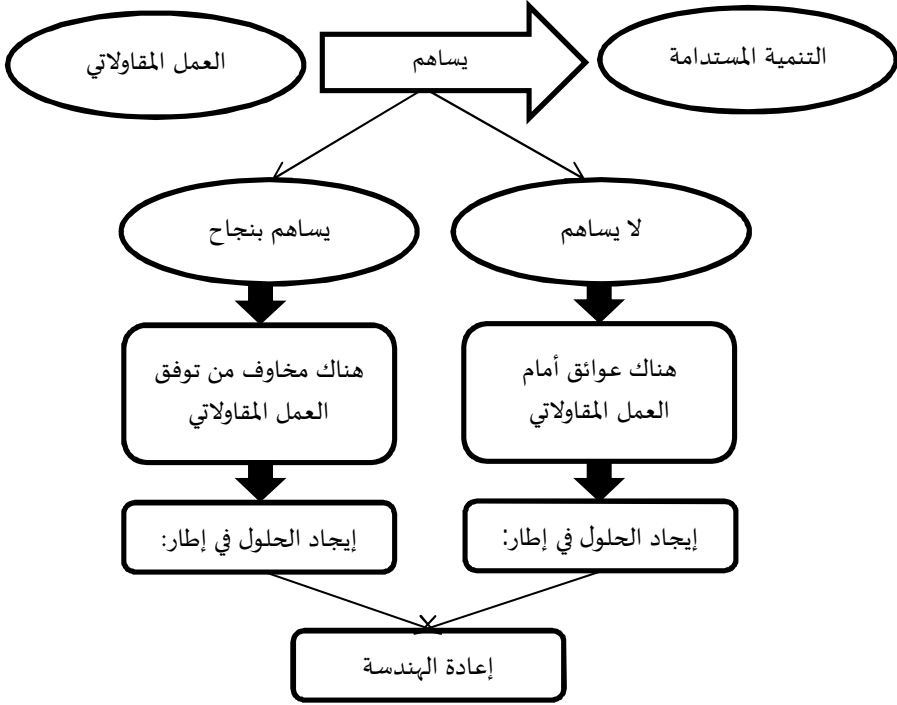 التنمية المستدامة
يساهم
العمل المقاولاتي
لا يساهم
يساهم بنجاح
هناك عوائق أمام
العمل المقاولاتي
هناك مخاوف من توفق
العمل المقاولاتي
إيجاد الحلول في إطار:
إيجاد الحلول في إطار:
إعادة الهندسة